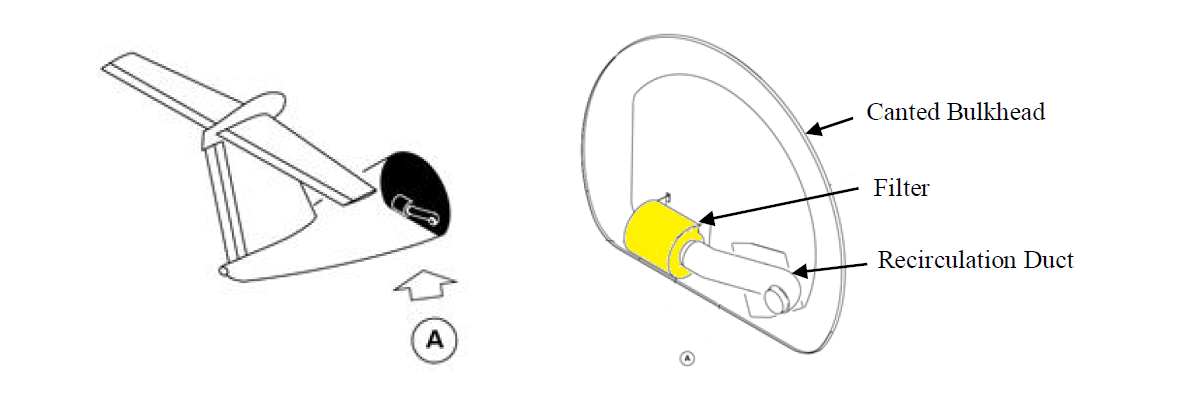 Canted Bulkhead
Filter
Recirculation Duct
A
A